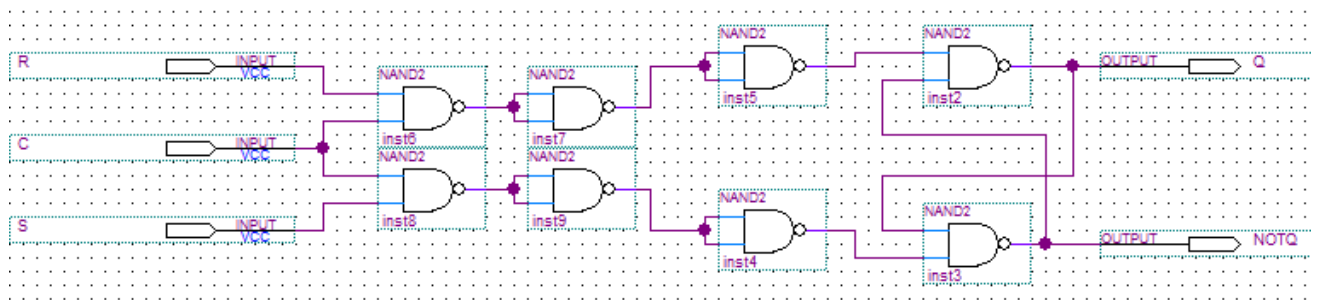 NAND2
NAND2
R
INPUT
VCC
OUTPUT
Q
NAND2
NAND2
inst5
inst2
C
INPUT
VCC
inst6
inst7
NAND2
NAND2
NAND2
NAND2
S
INPUT
VCC
inst8
inst9
OUTPUT
NOTQ
inst4
inst3